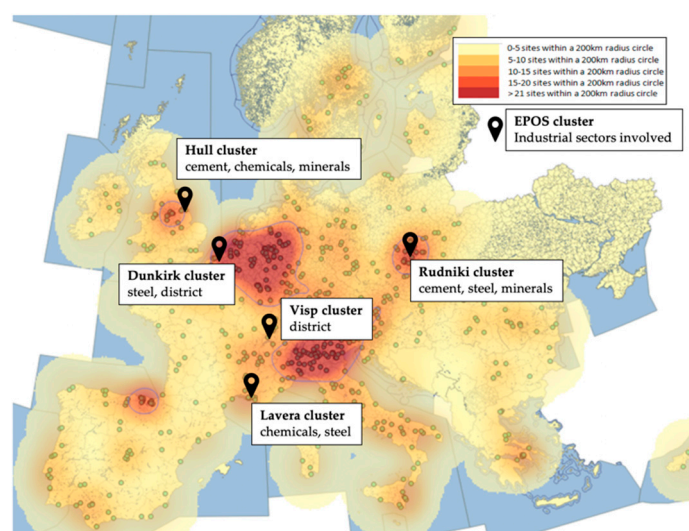 0-5 sites within a 200km radius circle
5-10 sites within a 200km radius circle
10-15 sites within a 200km radius circle
15-20 sites within a 200km radius circle
>21 sites within a 200km radius circle
EPOS cluster
Industrial sectors involved
Hull cluster
cement, chemicals, minerals
Dunkirk cluster
steel, district
Rudniki cluster
cement, steel, minerals
Visp cluster
district
Lavera cluster
chemicals, steel